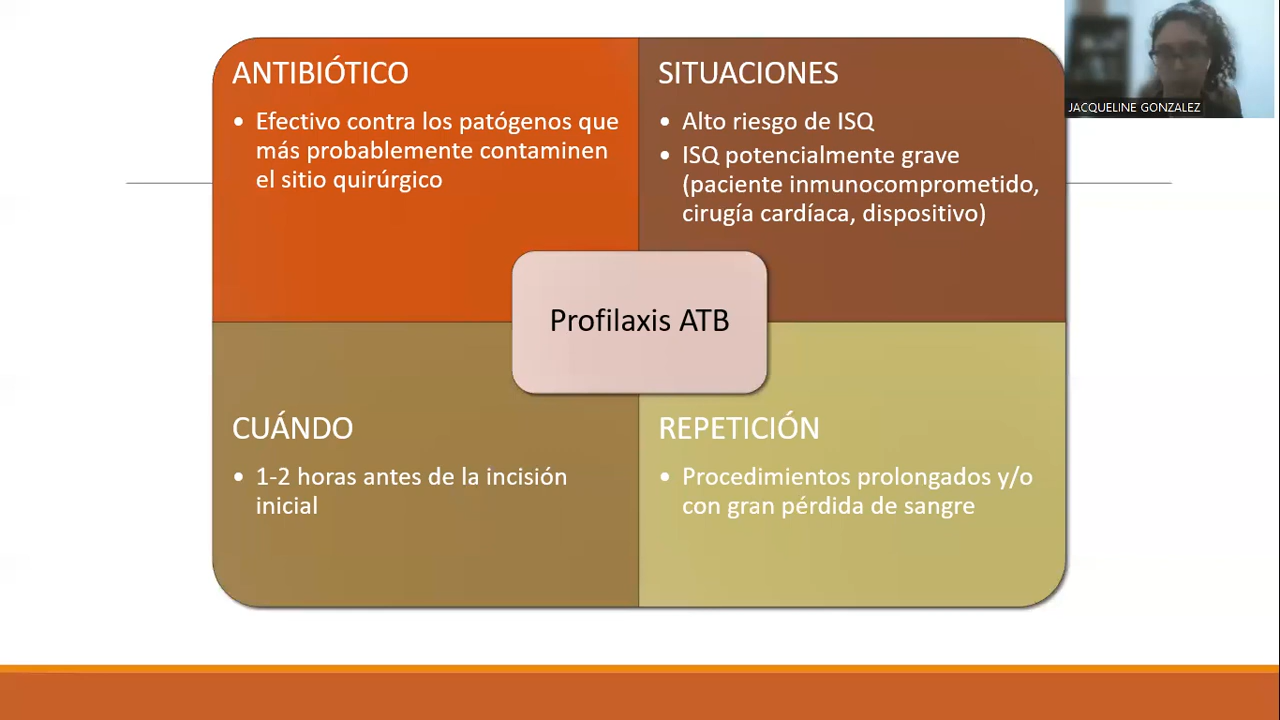 ANTIBIÓTICO
• Efectivo contra los patógenos que
más probablemente contaminen
el sitio quirúrgico
SITUACIONES
• Alto riesgo de ISQ
• ISQ potencialmente grave
(paciente inmunocomprometido,
cirugía cardíaca, dispositivo)
JACQUELINE GONZALEZ
Profilaxis ATB
CUÁNDO
• 1-2 horas antes de la incisión
inicial
REPETICIÓN
• Procedimientos prolongados y/o
con gran pérdida de sangre